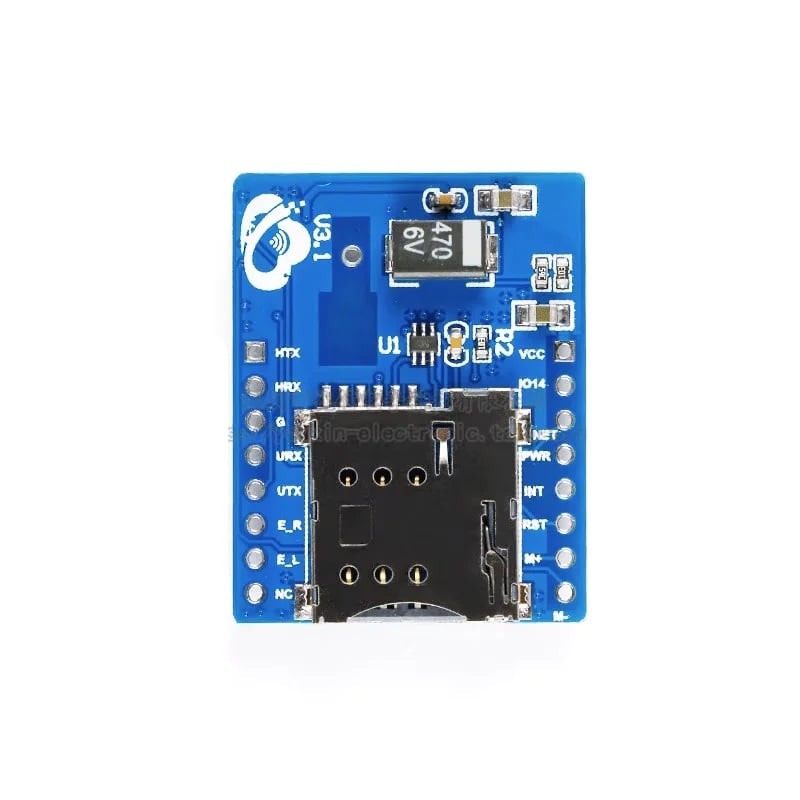 V3.1
470
6V
U1
R2
HTX
HRX
G
URX
UTX
E_R
E_L
NC
VCC
IO14
NET
PWR
INT
RST
M+
M-